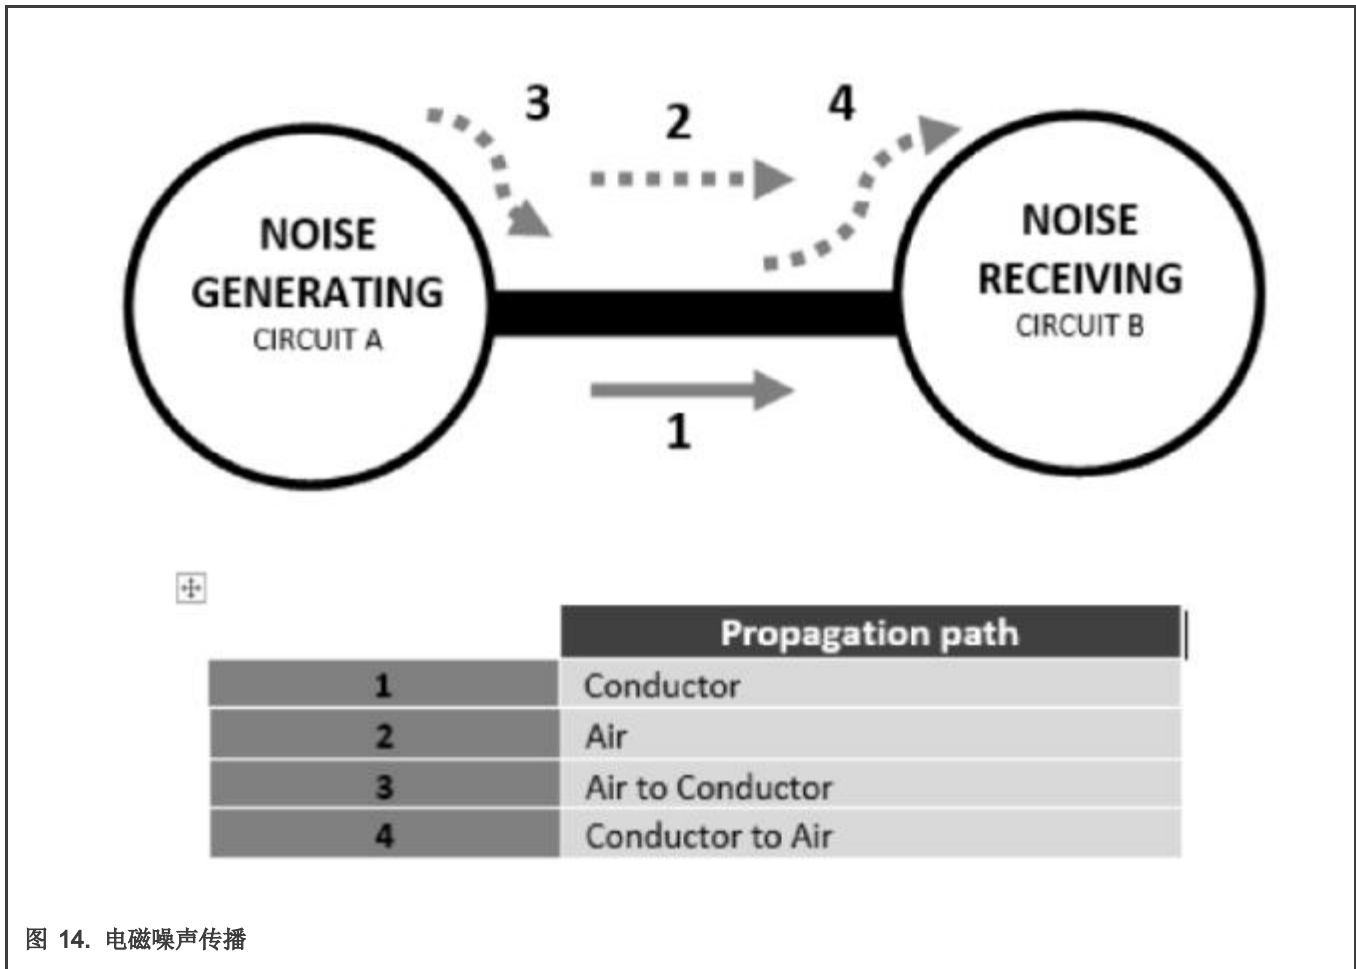 3
2
4
NOISE
GENERATING
CIRCUIT A
NOISE
RECEIVING
CIRCUIT B
1
Propagation path
1 Conductor
2 Air
3 Air to Conductor
4 Conductor to Air
图 14. 电磁噪声传播